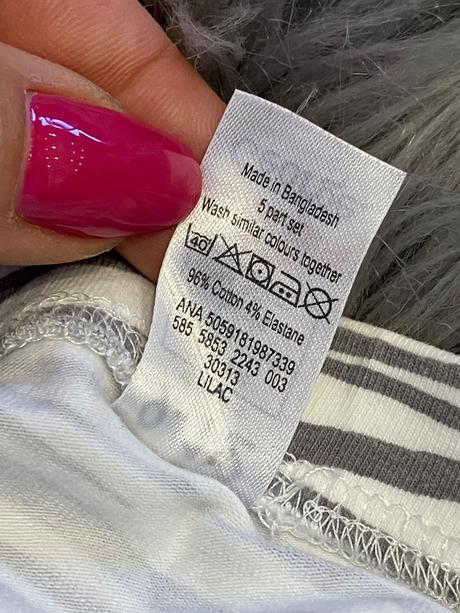 Made in Bangladesh
5 part set
Wash similar colours together
40
96% Cotton 4% Elastane
ANA 5059181987339
585 5853 2243 003
30313
LILAC